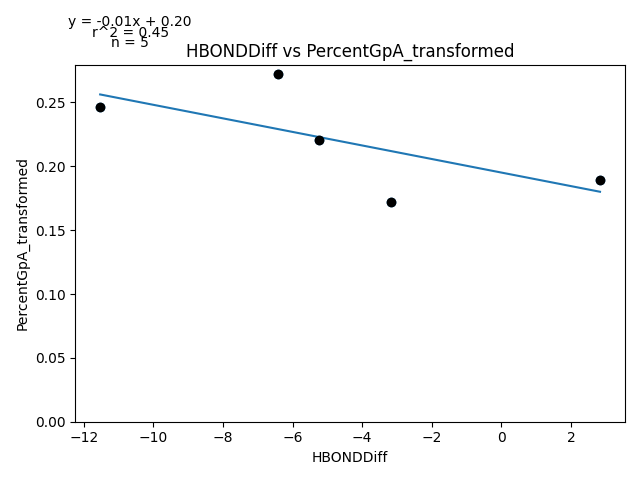 y = -0.01x + 0.20
r^2 = 0.45
n = 5
HBONDDiff vs PercentGpA_transformed
PercentGpA_transformed
0.25
0.20
0.15
0.10
0.05
0.00
−12 −10 −8 −6 −4 −2 0 2
HBONDDiff